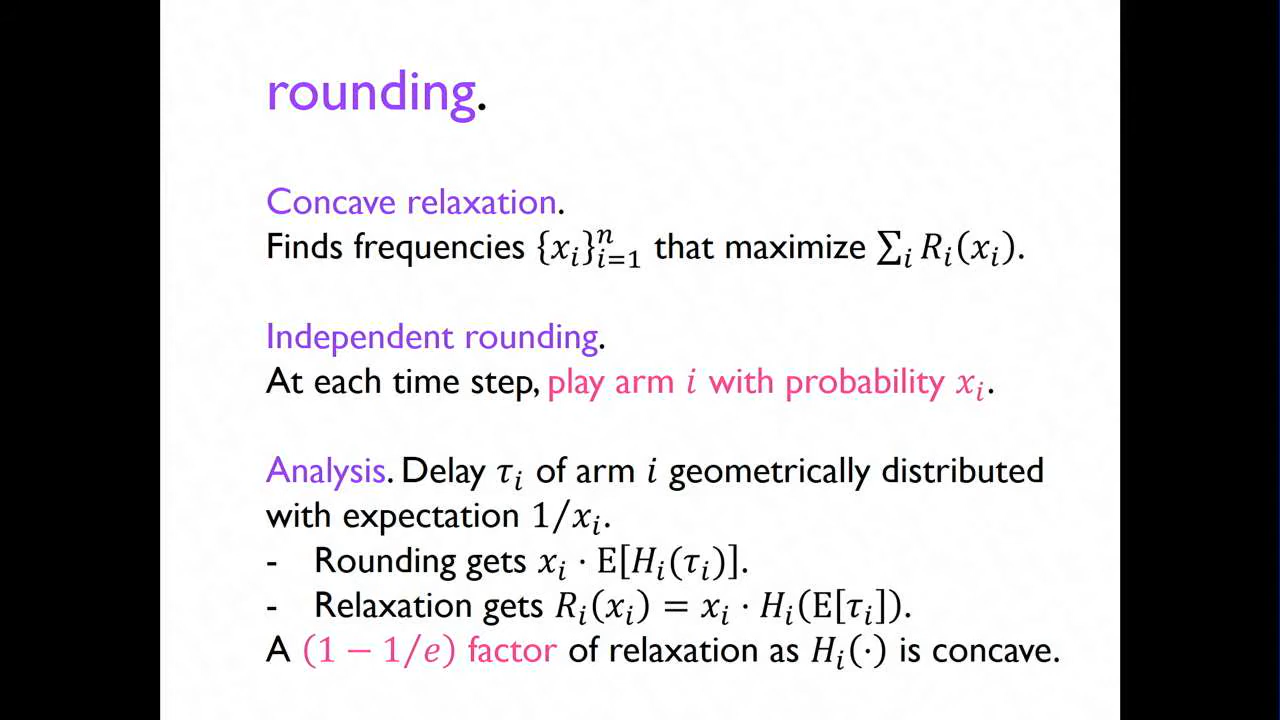 rounding.
Concave relaxation.
Finds frequencies {𝑥ᵢ}ⁿᵢ₌₁ that maximize ∑ᵢ 𝑅ᵢ(𝑥ᵢ).
Independent rounding.
At each time step, play arm 𝑖 with probability 𝑥ᵢ.
Analysis. Delay 𝜏ᵢ of arm 𝑖 geometrically distributed
with expectation 1/𝑥ᵢ.
- Rounding gets 𝑥ᵢ · E[𝐻ᵢ(𝜏ᵢ)].
- Relaxation gets 𝑅ᵢ(𝑥ᵢ) = 𝑥ᵢ · 𝐻ᵢ(E[𝜏ᵢ]).
A (1 − 1/𝑒) factor of relaxation as 𝐻ᵢ(·) is concave.